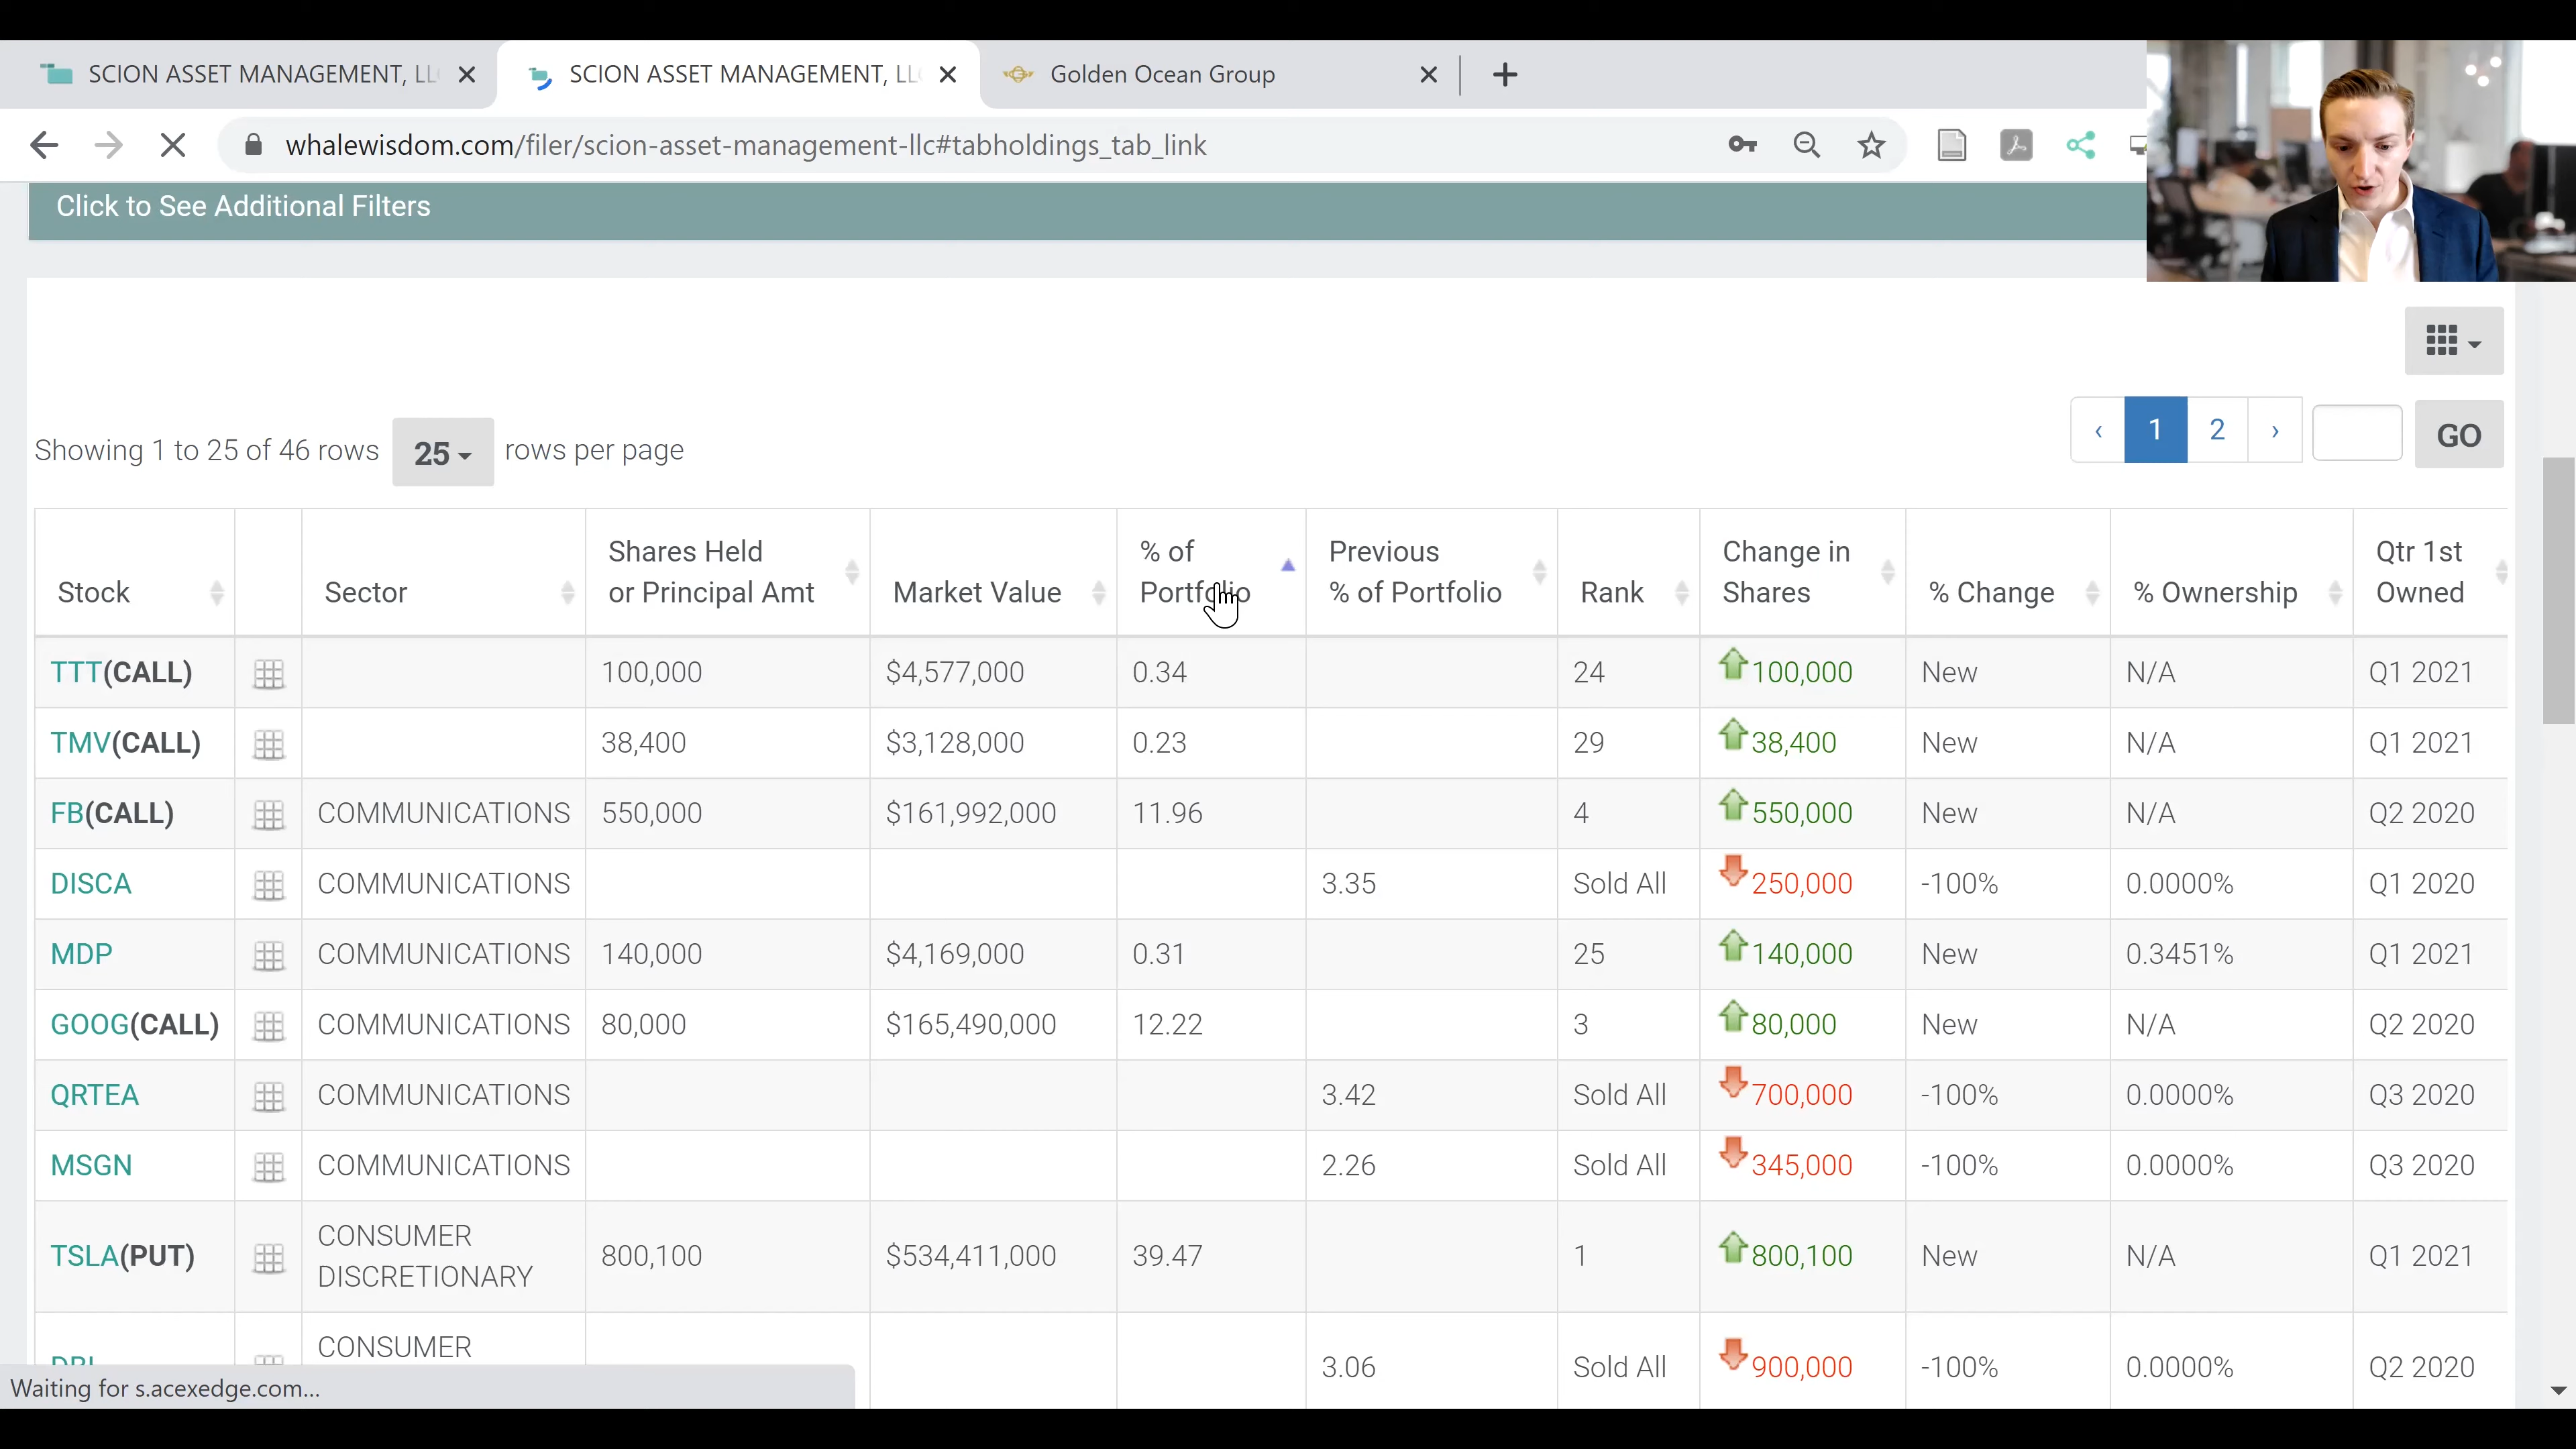 SCION ASSET MANAGEMENT, LL
SCION ASSET MANAGEMENT, LL
Golden Ocean Group
whalewisdom.com/filer/scion-asset-management-llc#tabholdings_tab_link
Click to See Additional Filters
Showing 1 to 25 of 46 rows 25 rows per page
‹ 1 2 › GO
Stock Sector Shares Held or Principal Amt Market Value % of Portfolio Previous % of Portfolio Rank Change in Shares % Change % Ownership Qtr 1st Owned
TTT(CALL) 100,000 $4,577,000 0.34 24 100,000 New N/A Q1 2021
TMV(CALL) 38,400 $3,128,000 0.23 29 38,400 New N/A Q1 2021
FB(CALL) COMMUNICATIONS 550,000 $161,992,000 11.96 4 550,000 New N/A Q2 2020
DISCA COMMUNICATIONS 3.35 Sold All 250,000 -100% 0.0000% Q1 2020
MDP COMMUNICATIONS 140,000 $4,169,000 0.31 25 140,000 New 0.3451% Q1 2021
GOOG(CALL) COMMUNICATIONS 80,000 $165,490,000 12.22 3 80,000 New N/A Q2 2020
QRTEA COMMUNICATIONS 3.42 Sold All 700,000 -100% 0.0000% Q3 2020
MSGN COMMUNICATIONS 2.26 Sold All 345,000 -100% 0.0000% Q3 2020
TSLA(PUT) CONSUMER DISCRETIONARY 800,100 $534,411,000 39.47 1 800,100 New N/A Q1 2021
CONSUMER 3.06 Sold All 900,000 -100% 0.0000% Q2 2020
Waiting for s.acexedge.com...